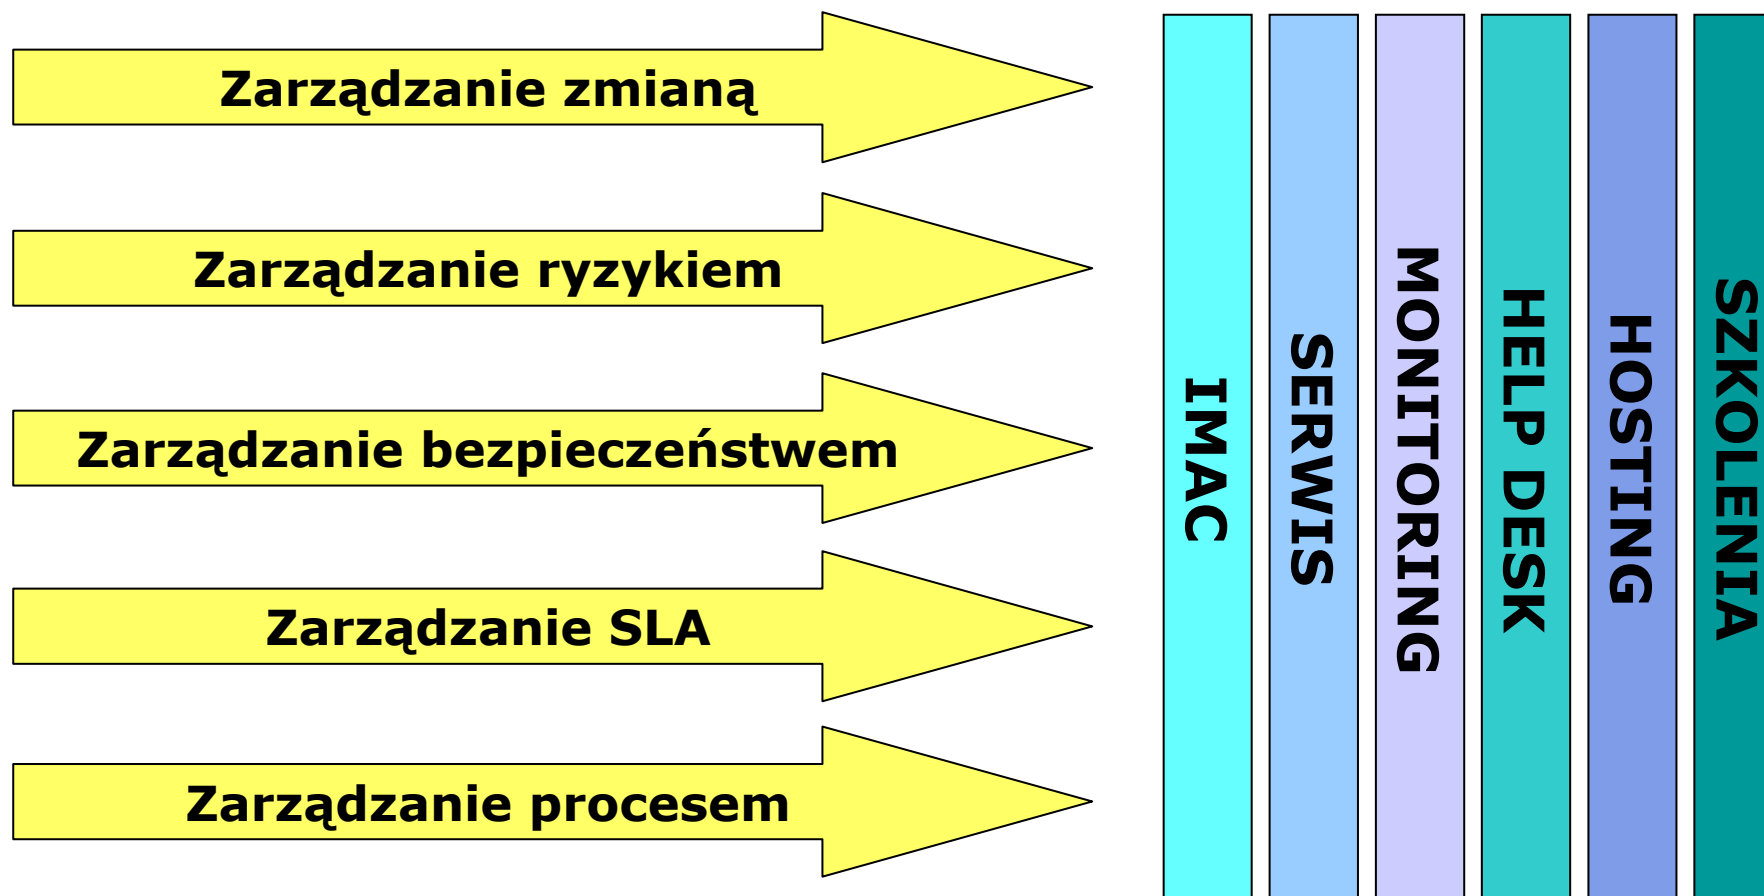 Zarządzanie zmianą
Zarządzanie ryzykiem
Zarządzanie bezpieczeństwem
Zarządzanie SLA
Zarządzanie procesem
IMAC
SERWIS
MONITORING
HELP DESK
HOSTING
SZKOLENIA